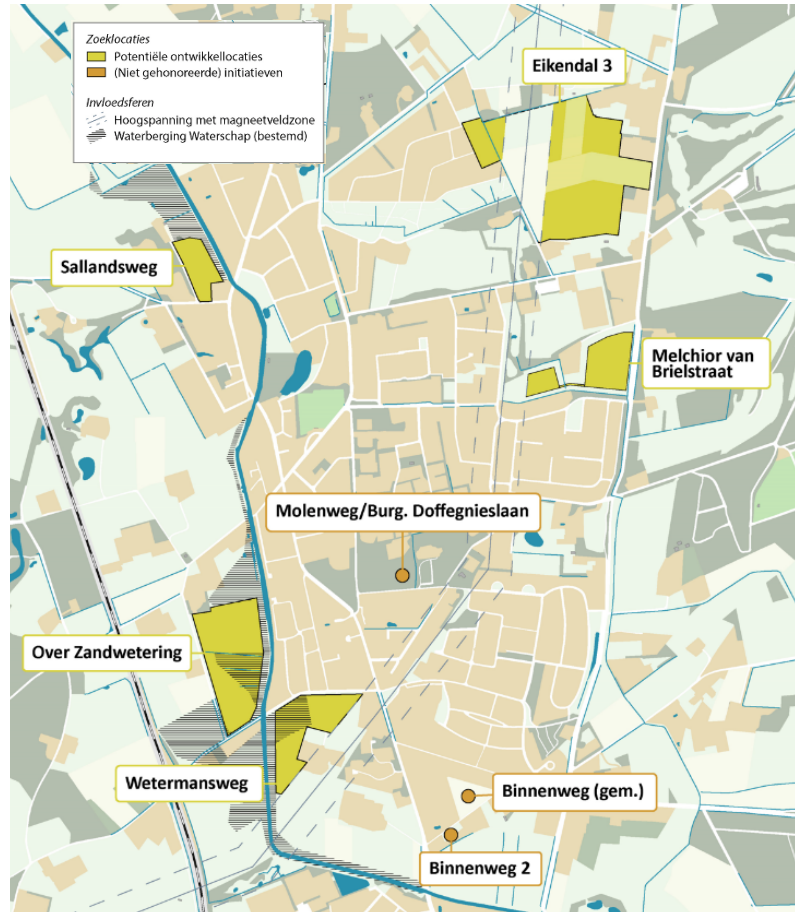 Zoeklocaties
Potentiële ontwikkellocaties
(Niet gehonoreerde) initiatieven
Invloedsferen
Hoogspanning met magneetveldzone
Waterberging Waterschap (bestemd)
Eikendal 3
Sallandsweg
Melchior van
Brielstraat
Molenweg/Burg. Doffegnieslaan
Over Zandwetering
Wetermansweg
Binnenweg (gem.)
Binnenweg 2